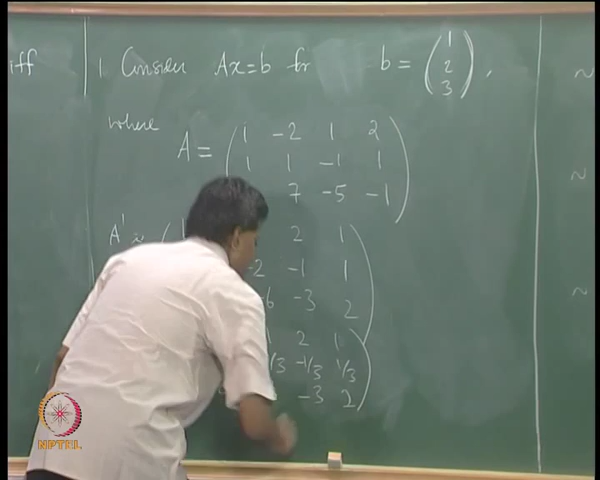 iff
1 Consider Ax=b for b = (1
2
3),
where
A = (1 -2 1 2
1 1 -1 1
7 -5 -1)
A' is ( 2 1
-2 -1 1
-6 -3 2)
2 1
/3 -1/3 1/3
-3 2)
~
~
~
NPTEL